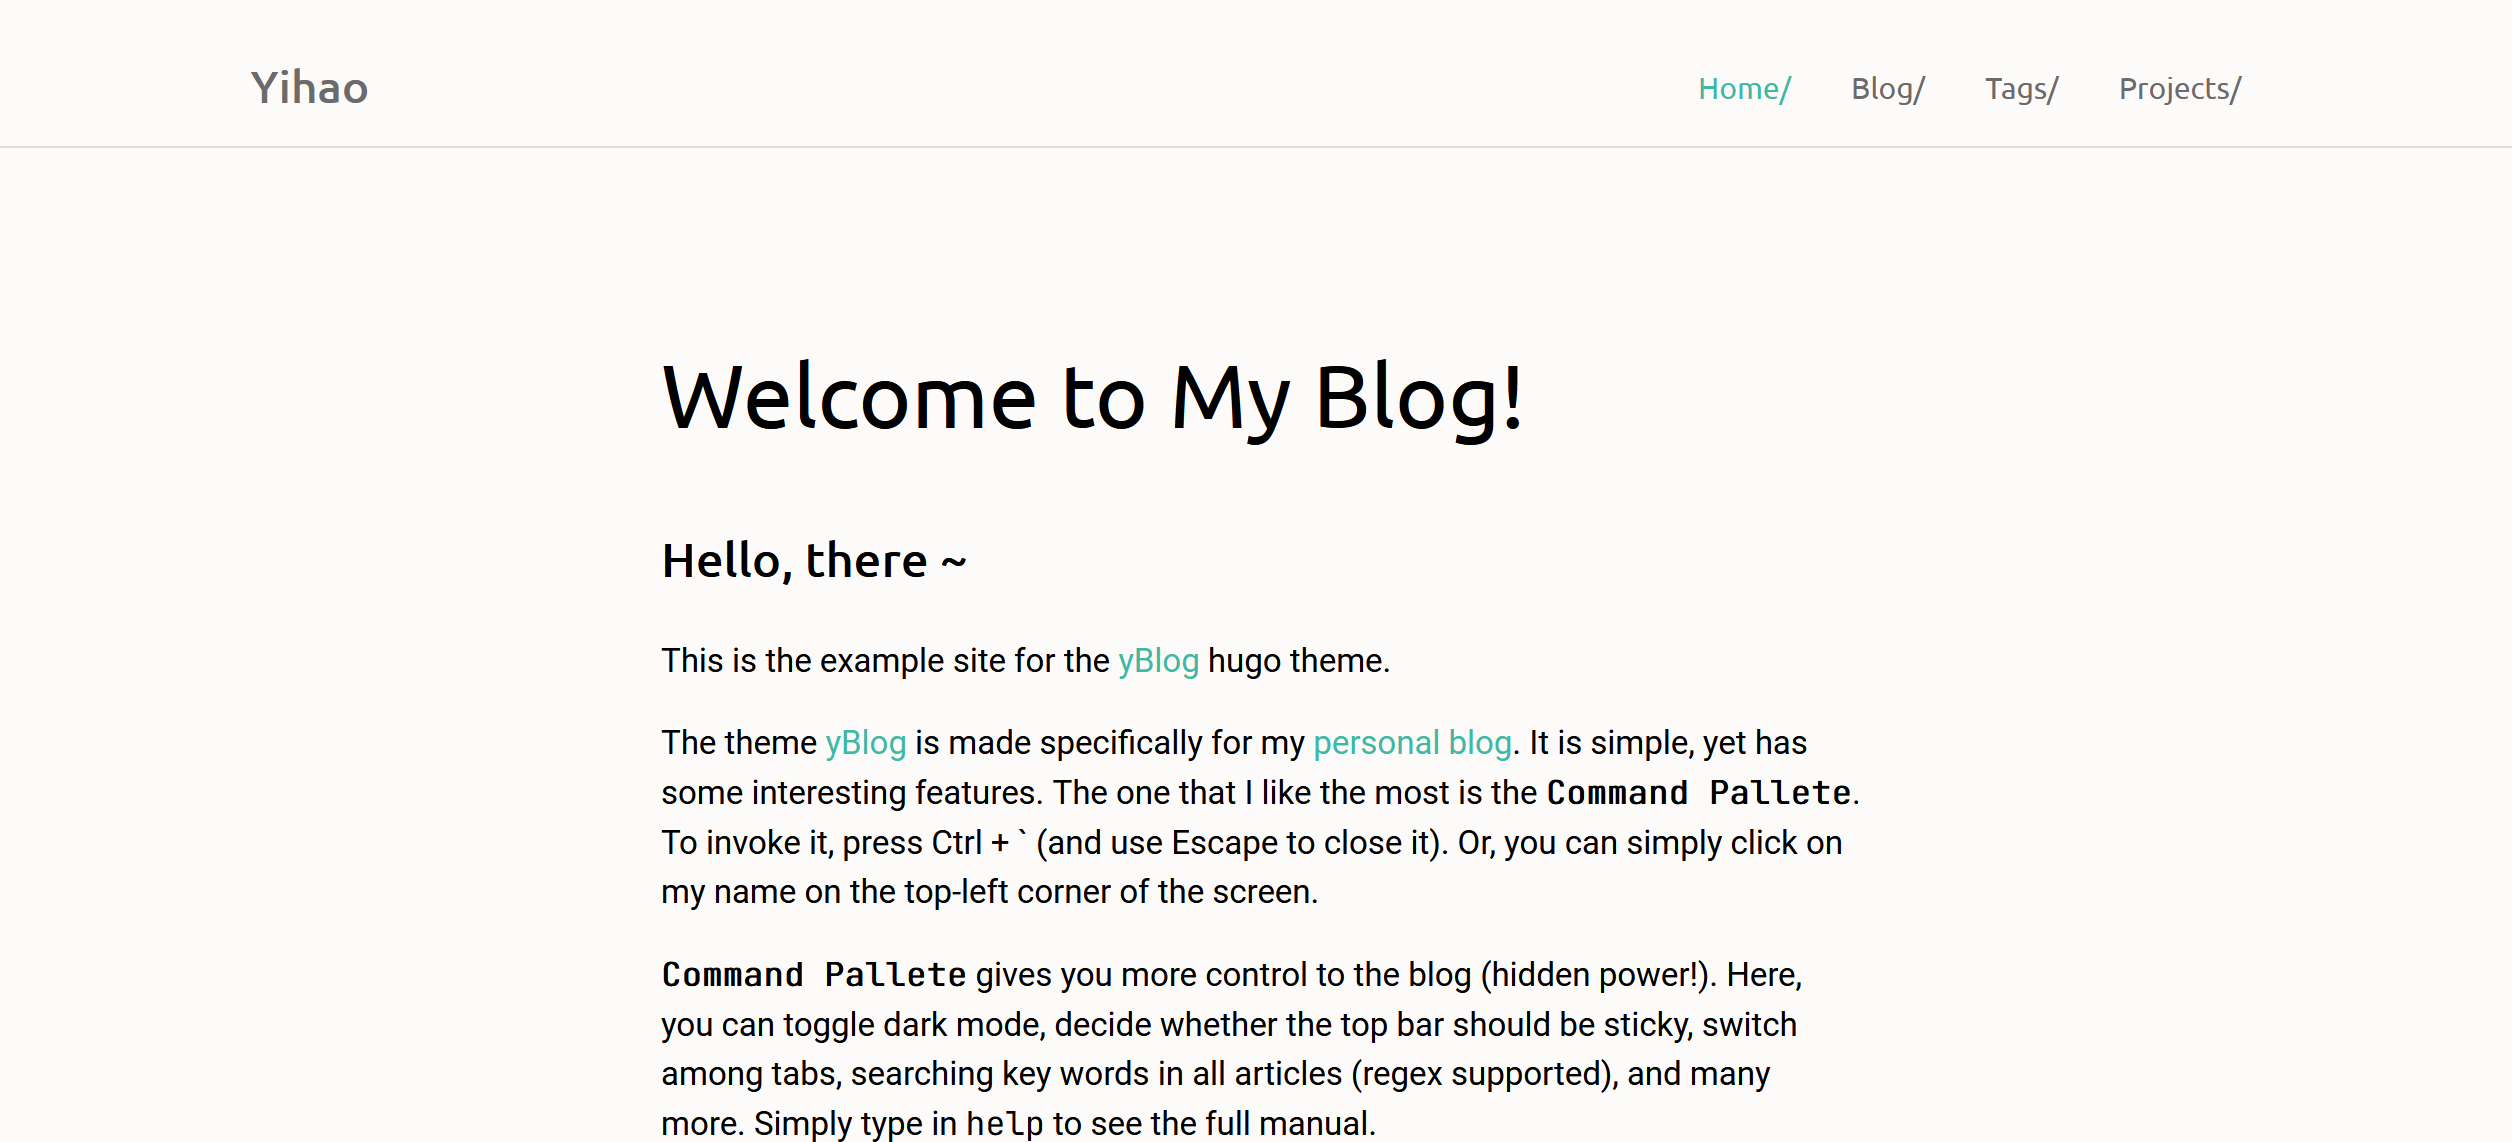 Yihao
Home/ Blog/ Tags/ Projects/
Welcome to My Blog!
Hello, there ~
This is the example site for the yBlog hugo theme.
The theme yBlog is made specifically for my personal blog. It is simple, yet has
some interesting features. The one that I like the most is the Command Pallete.
To invoke it, press Ctrl + ` (and use Escape to close it). Or, you can simply click on
my name on the top-left corner of the screen.
Command Pallete gives you more control to the blog (hidden power!). Here,
you can toggle dark mode, decide whether the top bar should be sticky, switch
among tabs, searching key words in all articles (regex supported), and many
more. Simply type in help to see the full manual.